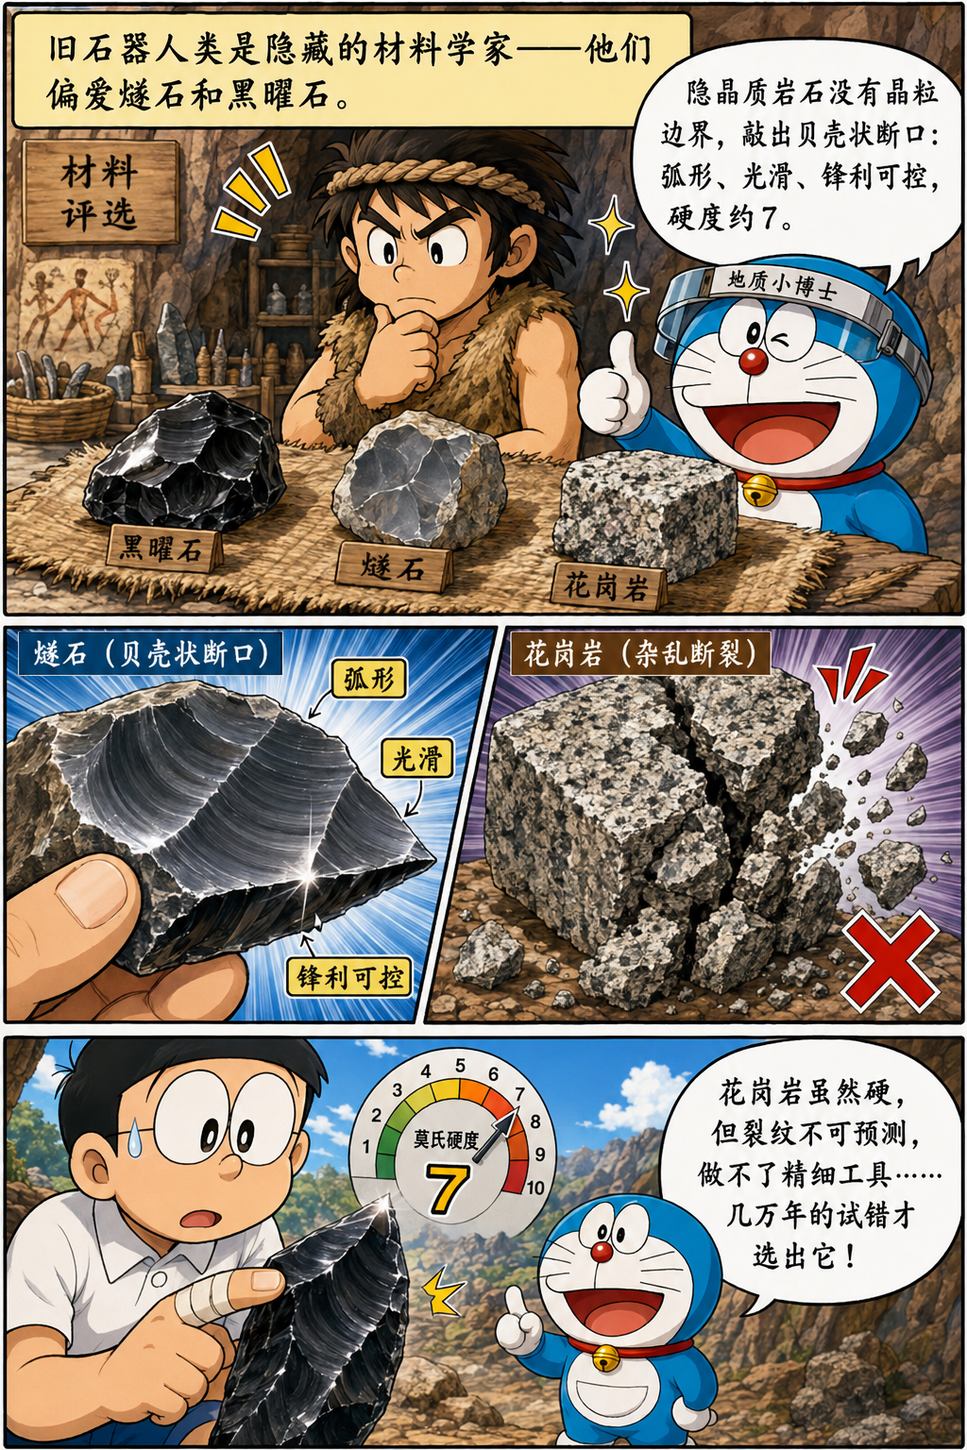 旧石器人类是隐藏的材料学家——他们
偏爱燧石和黑曜石。
隐晶质岩石没有晶粒
边界，敲出贝壳状断口：
弧形、光滑、锋利可控，
硬度约7。
材料
评选
地质小博士
黑曜石
燧石
花岗岩
燧石（贝壳状断口）
弧形
光滑
锋利可控
花岗岩（杂乱断裂）
1
2
3
4
5
6
7
8
9
10
莫氏硬度
7
花岗岩虽然硬，
但裂纹不可预测，
做不了精细工具……
几万年的试错才
选出它！